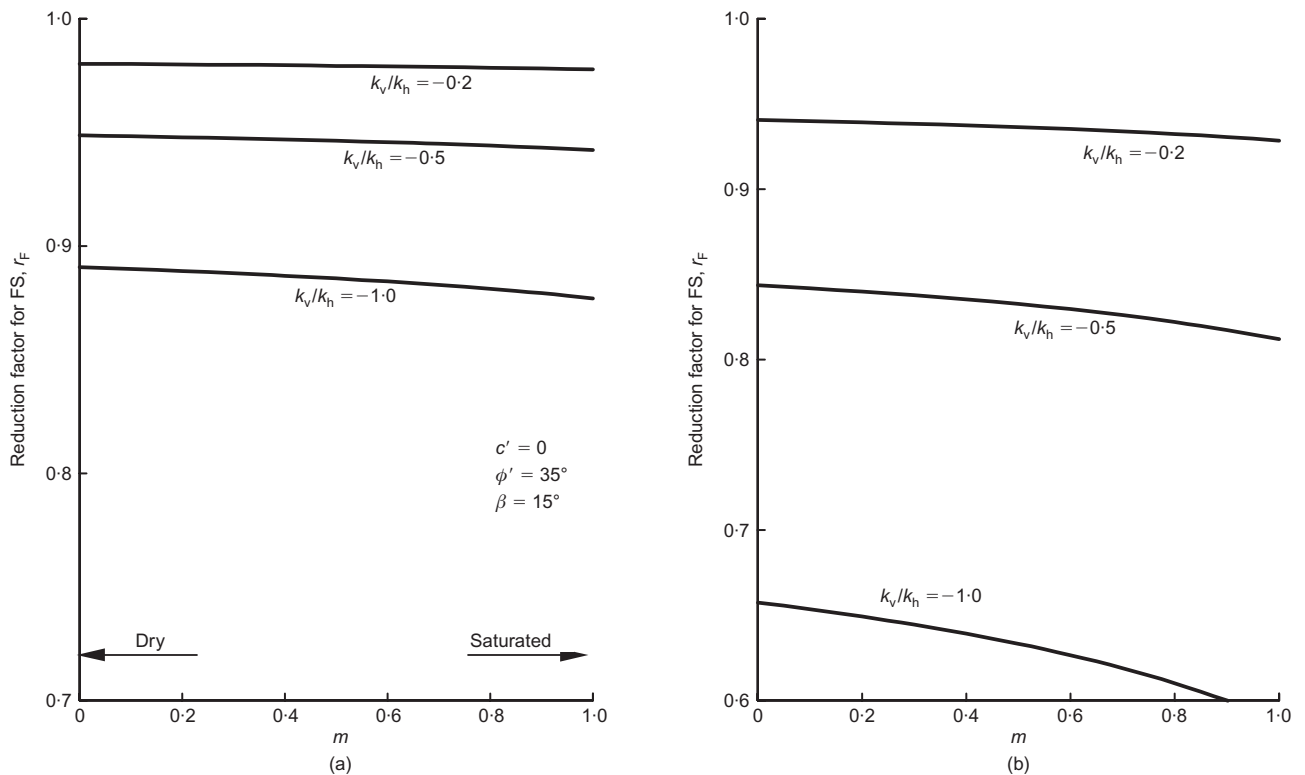 1·0
0·9
0·8
0·7
Reduction factor for FS, rF
kv/kh = −0·2
kv/kh = −0·5
kv/kh = −1·0
c′ = 0
ϕ′ = 35°
β = 15°
Dry
Saturated
0
0·2
0·4
0·6
0·8
1·0
m
(a)
1·0
0·9
0·8
0·7
0·6
Reduction factor for FS, rF
kv/kh = −0·2
kv/kh = −0·5
kv/kh = −1·0
0
0·2
0·4
0·6
0·8
1·0
m
(b)